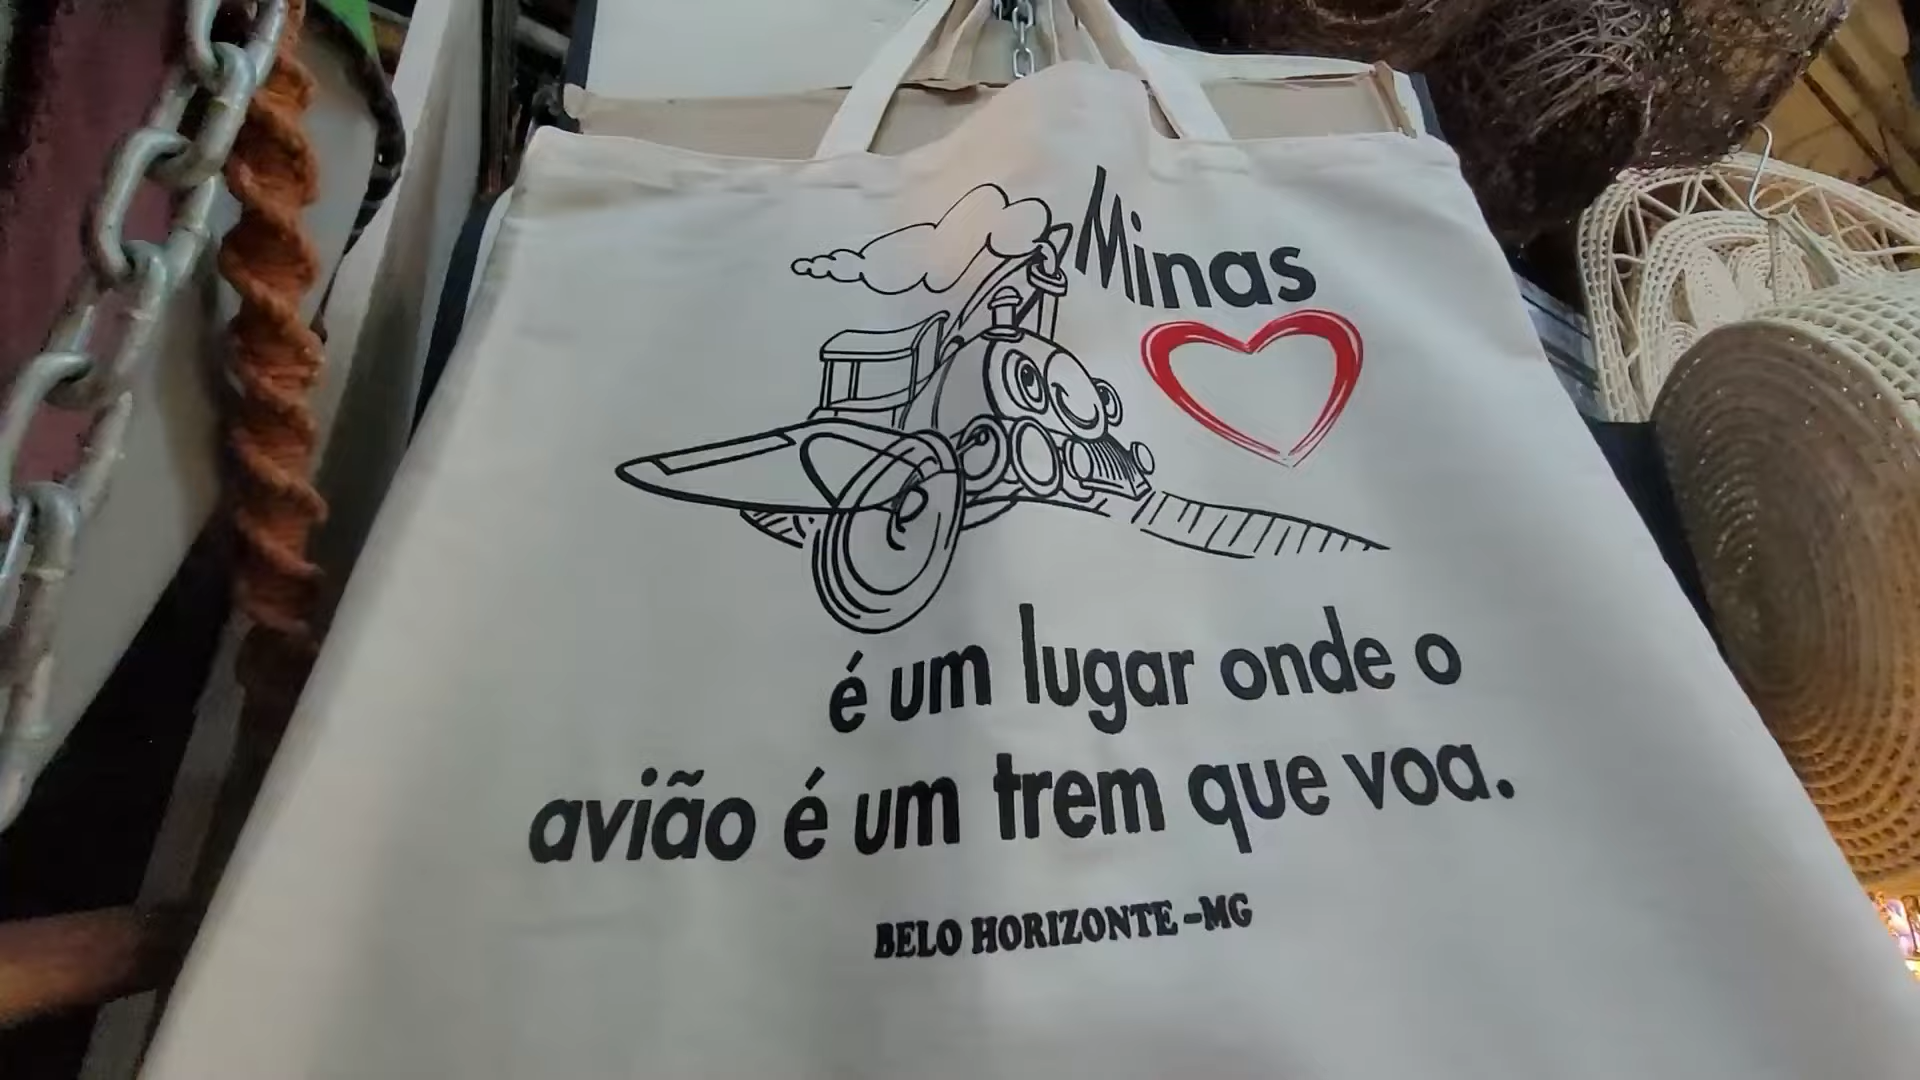 Minas
é um lugar onde o
avião é um trem que voa.
BELO HORIZONTE -MG